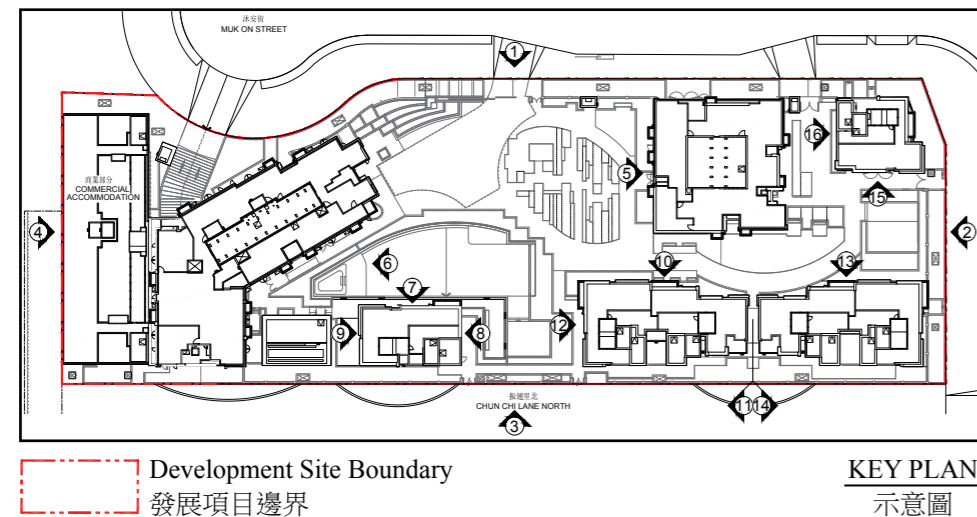 沐安街
MUK ON STREET
1
16
商業部分
COMMERCIAL
ACCOMMODATION
5
15
4
2
6
10
13
7
9
8
12
振翅里北
CHUN CHI LANE NORTH
11
14
3
Development Site Boundary
發展項目邊界
KEY PLAN
示意圖